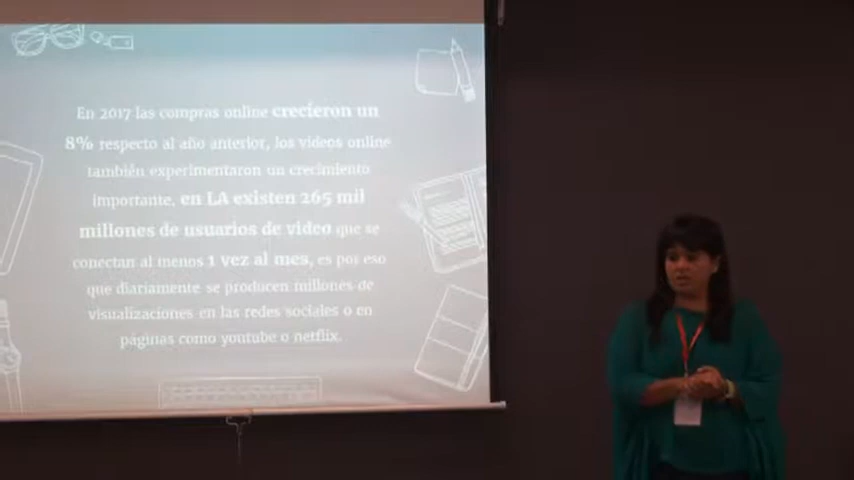 En 2017 las compras online crecieron un
8% respecto al año anterior, los videos online
también experimentaron un crecimiento
importante, en LA existen 265 mil
millones de usuarios de video que se
conectan al menos 1 vez al mes, es por eso
que diariamente se producen millones de
visualizaciones en las redes sociales o en
páginas como youtube o netflix.